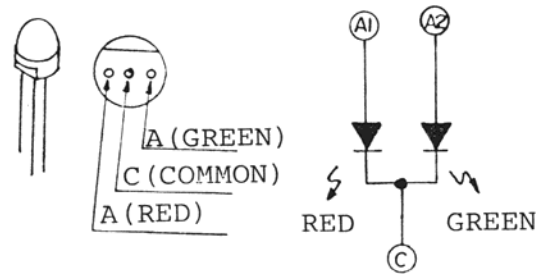 A1 A2
A(GREEN)
C(COMMON)
A(RED)
RED GREEN
C